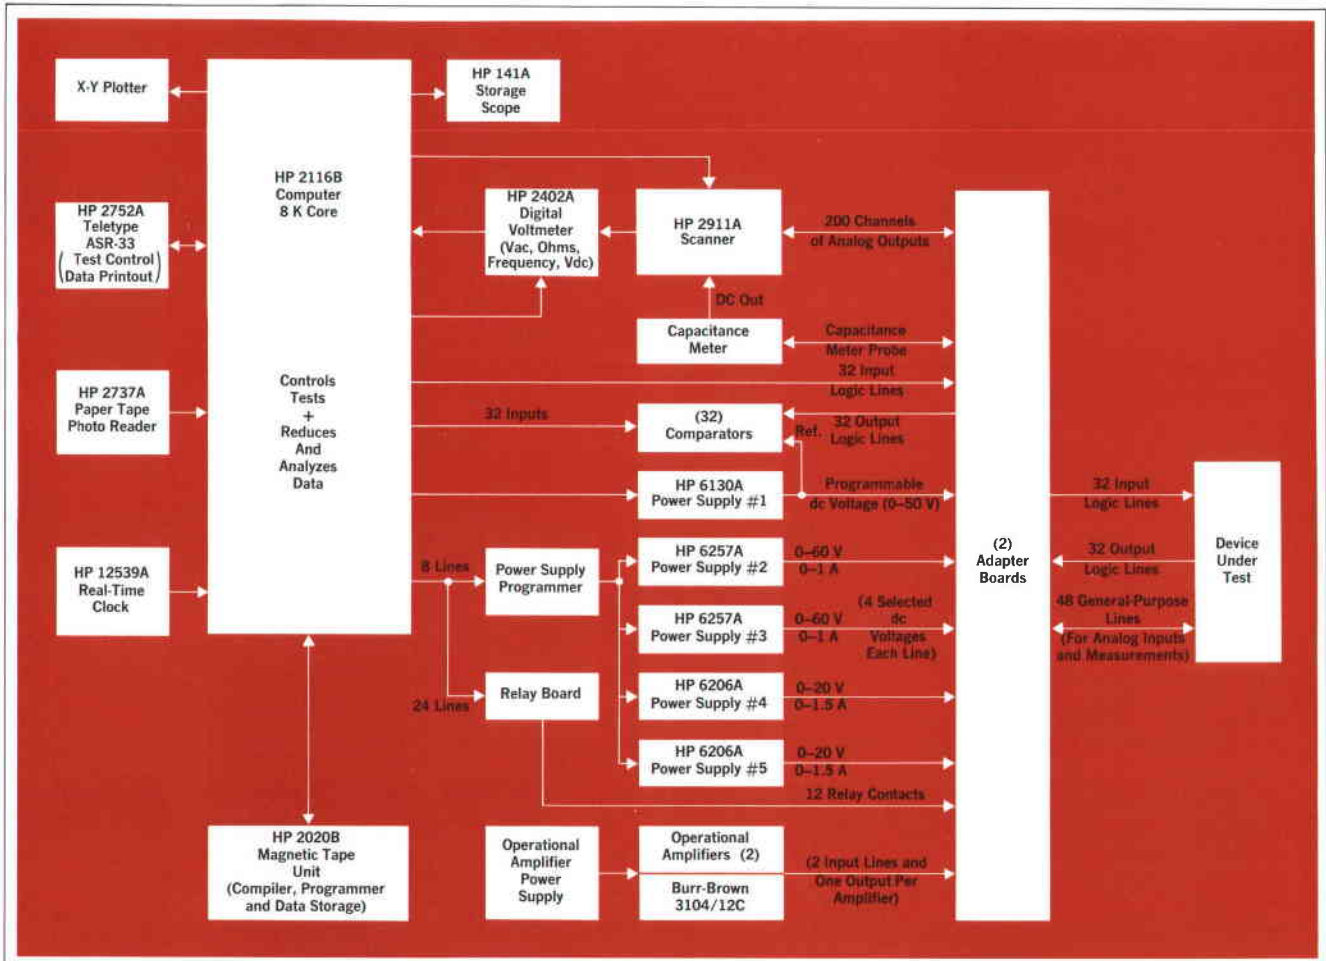 X-Y Plotter
HP 141A
Storage
Scope
HP 2116B
Computer
8 K Core
HP 2752A
Teletype
ASR-33
( Test Control
Data Printout )
HP 2402A
Digital
Voltmeter
(Vac, Ohms,
Frequency, Vdc)
HP 2911A
Scanner
200 Channels
of Analog Outputs
DC Out
Capacitance
Meter
Capacitance
Meter Probe
32 Input
Logic Lines
Controls
Tests
+
Reduces
And
Analyzes
Data
HP 2737A
Paper Tape
Photo Reader
32 Inputs
(32)
Comparators
Ref.
32 Output
Logic Lines
HP 6130A
Power Supply #1
Programmable
dc Voltage (0–50 V)
32 Input
Logic Lines
HP 12539A
Real-Time
Clock
8 Lines
Power Supply
Programmer
HP 6257A
Power Supply #2
0–60 V
0–1 A
(2)
Adapter
Boards
32 Output
Logic Lines
Device
Under
Test
HP 6257A
Power Supply #3
0–60 V
0–1 A
(4 Selected
dc
Voltages
Each Line)
48 General-Purpose
Lines
(For Analog Inputs
and Measurements)
24 Lines
Relay Board
HP 6206A
Power Supply #4
0–20 V
0–1.5 A
HP 6206A
Power Supply #5
0–20 V
0–1.5 A
12 Relay Contacts
HP 2020B
Magnetic Tape
Unit
(Compiler, Programmer
and Data Storage)
Operational
Amplifier
Power
Supply
Operational
Amplifiers (2)
Burr-Brown
3104/12C
(2 Input Lines and
One Output Per
Amplifier)